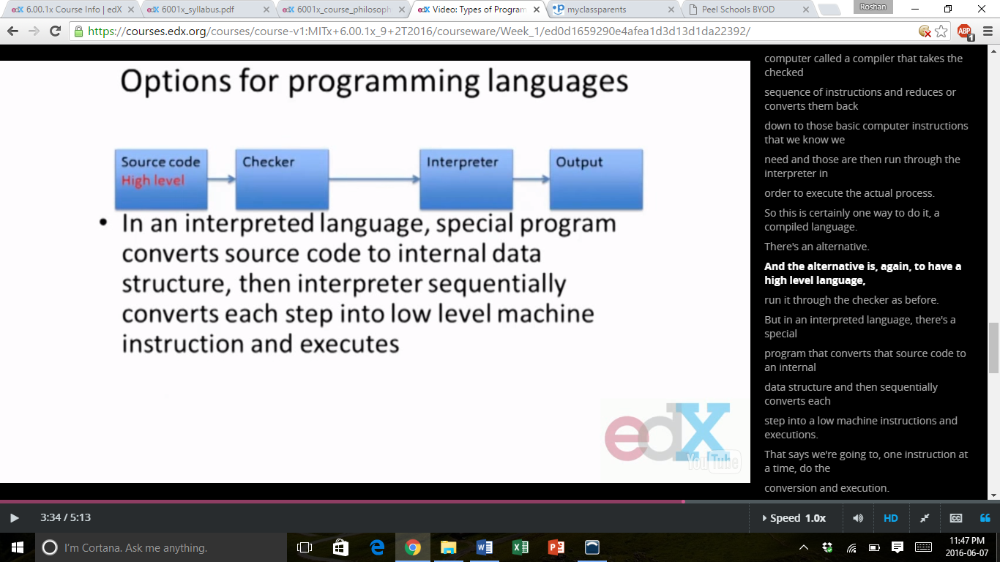 6.00.1x Course Info | edX
6001x_syllabus.pdf
6001x_course_philosoph
Video: Types of Program
myclassparents
Peel Schools BYOD
Roshan
https://courses.edx.org/courses/course-v1:MITx+6.00.1x_9+2T2016/courseware/Week_1/ed0d1659290e4afea1d3d13d1da22392/
ABP
1
Options for programming languages
Source code
High level
Checker
Interpreter
Output
• In an interpreted language, special program
converts source code to internal data
structure, then interpreter sequentially
converts each step into low level machine
instruction and executes
edX
YouTube
computer called a compiler that takes the
checked
sequence of instructions and reduces or
converts them back
down to those basic computer instructions
that we know we
need and those are then run through the
interpreter in
order to execute the actual process.
So this is certainly one way to do it, a
compiled language.
There's an alternative.
And the alternative is, again, to have a
high level language,
run it through the checker as before.
But in an interpreted language, there's a
special
program that converts that source code to
an internal
data structure and then sequentially
converts each
step into a low machine instructions and
executions.
That says we're going to, one instruction at
a time, do the
conversion and execution.
3:34 / 5:13
Speed 1.0x
HD
CC
I'm Cortana. Ask me anything.
11:47 PM
2016-06-07